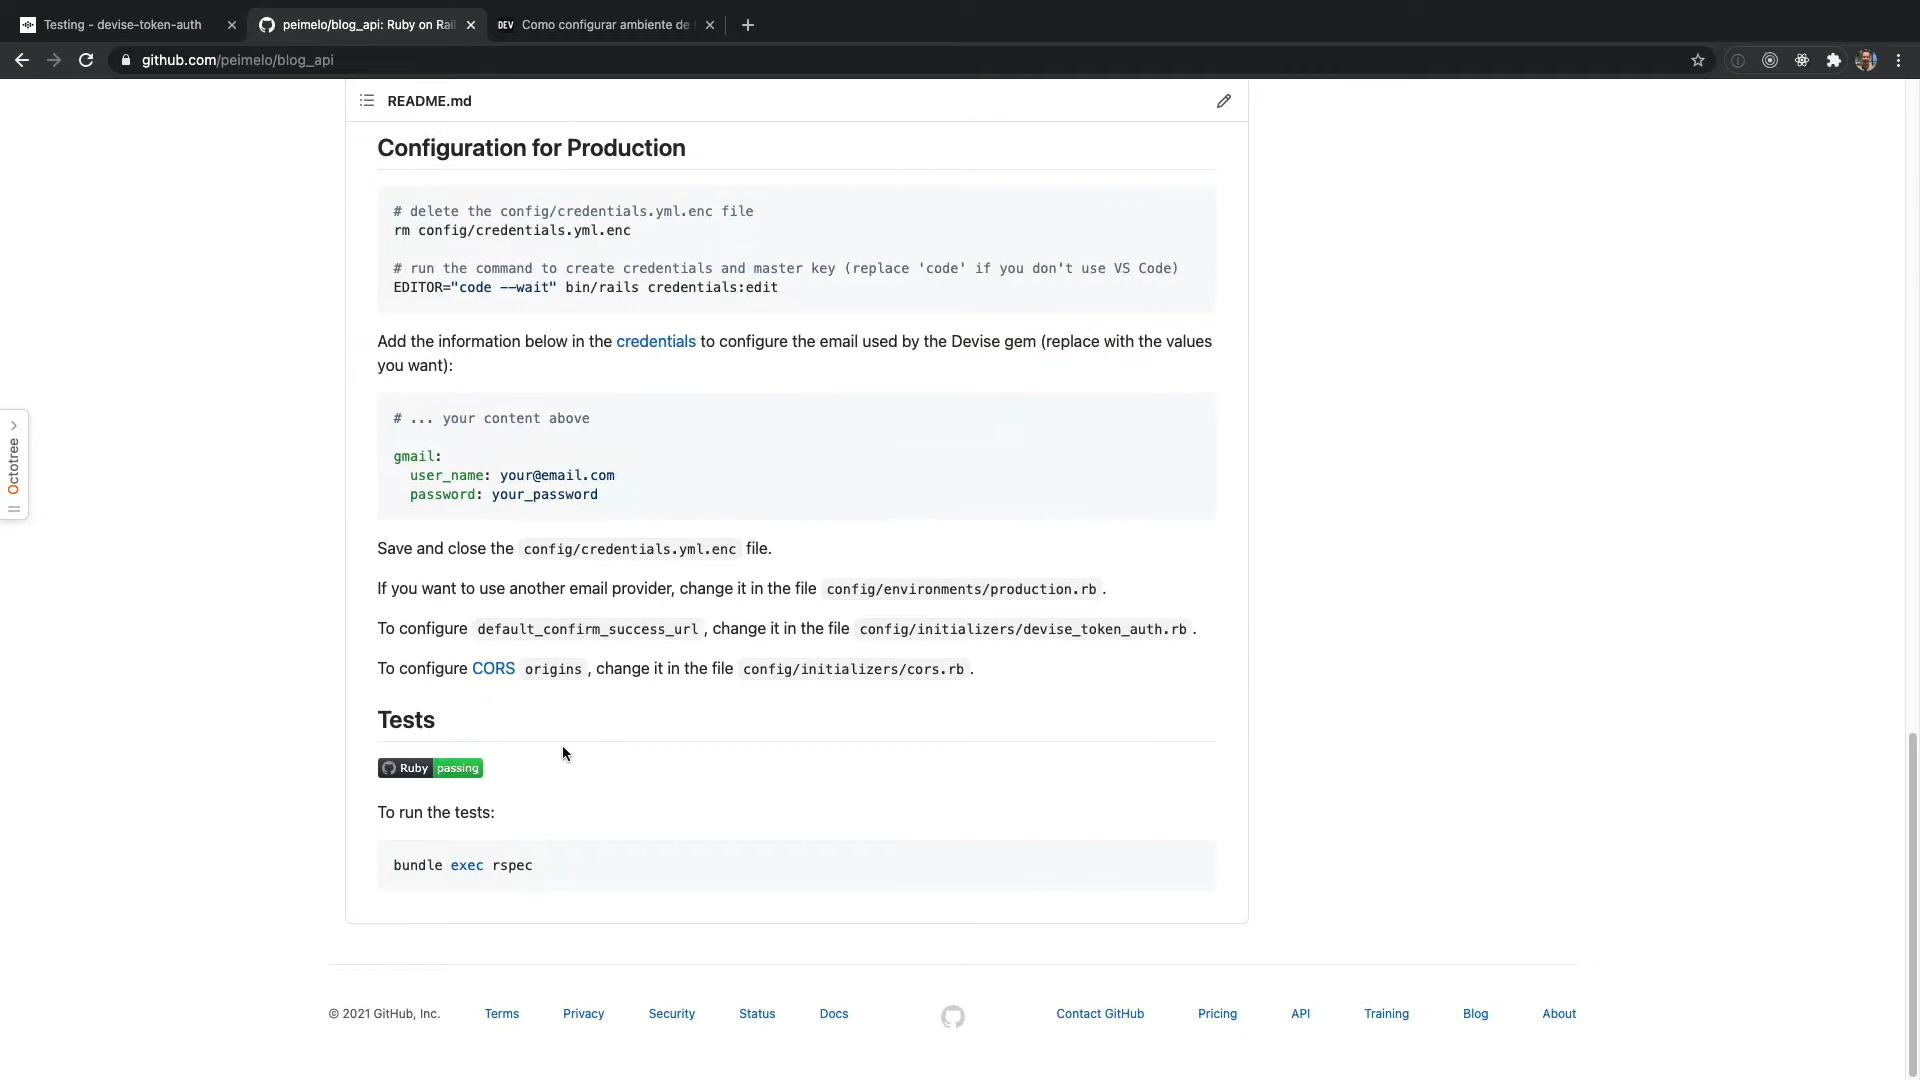 Testing - devise-token-auth
peimelo/blog_api: Ruby on Rai
DEV
Como configurar ambiente de
github.com/peimelo/blog_api
README.md
Configuration for Production
# delete the config/credentials.yml.enc file
rm config/credentials.yml.enc
# run the command to create credentials and master key (replace 'code' if you don't use VS Code)
EDITOR="code --wait" bin/rails credentials:edit
Add the information below in the credentials to configure the email used by the Devise gem (replace with the values
you want):
# ... your content above
gmail:
user_name: your@email.com
password: your_password
Octotree
Save and close the config/credentials.yml.enc file.
If you want to use another email provider, change it in the file config/environments/production.rb .
To configure default_confirm_success_url , change it in the file config/initializers/devise_token_auth.rb .
To configure CORS origins , change it in the file config/initializers/cors.rb .
Tests
Ruby passing
To run the tests:
bundle exec rspec
© 2021 GitHub, Inc.
Terms
Privacy
Security
Status
Docs
Contact GitHub
Pricing
API
Training
Blog
About